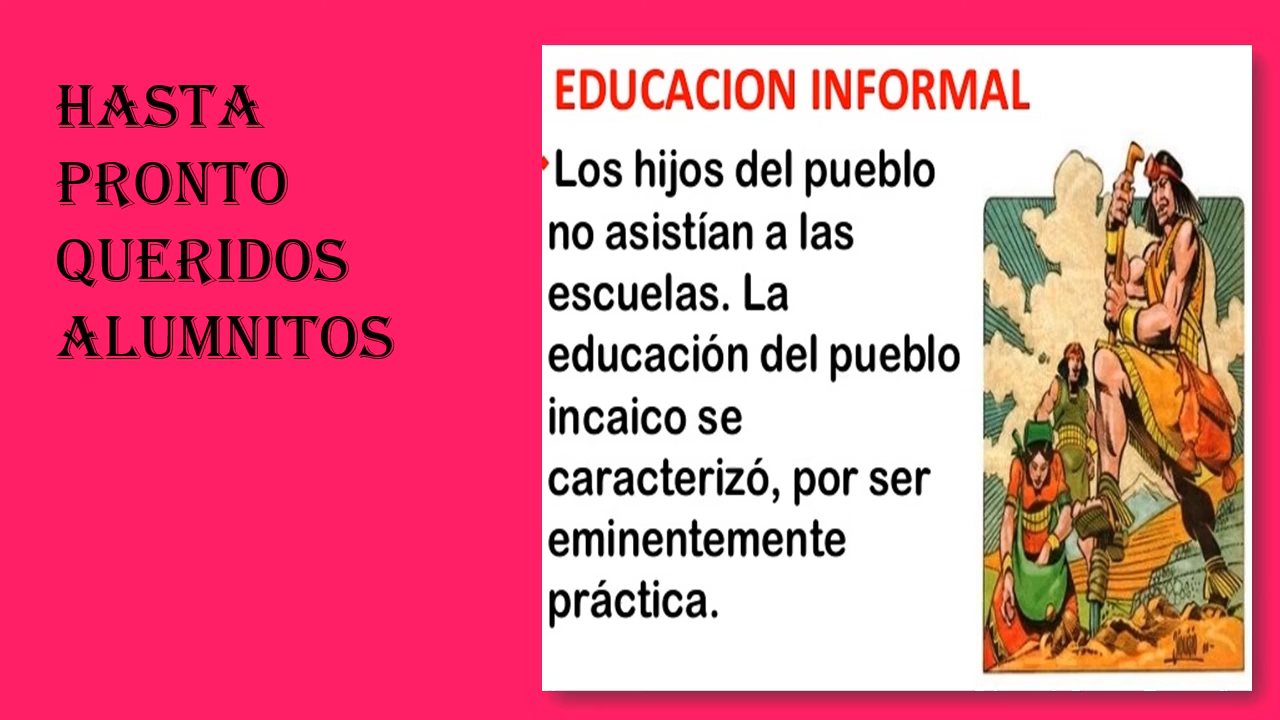 HASTA
PRONTO
QUERIDOS
ALUMNITOS
EDUCACION INFORMAL
Los hijos del pueblo
no asistían a las
escuelas. La
educación del pueblo
incaico se
caracterizó, por ser
eminentemente
práctica.